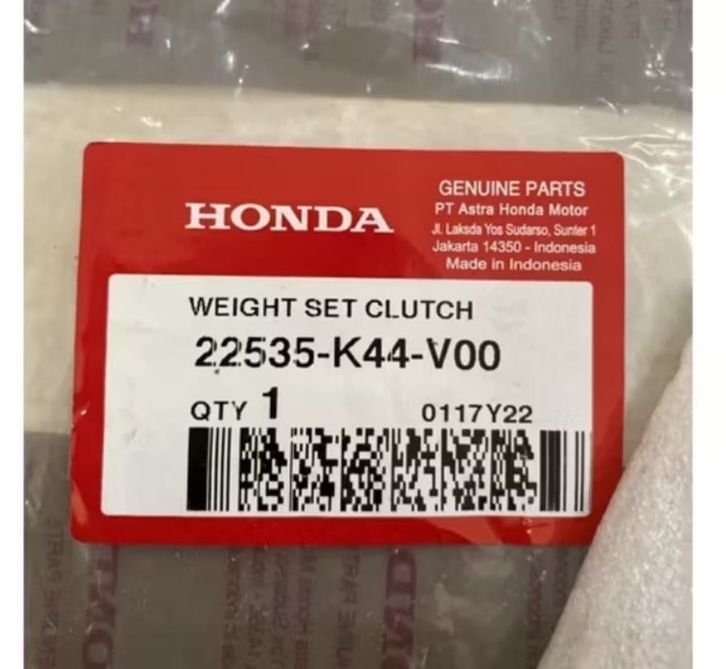 HONDA
GENUINE PARTS
PT Astra Honda Motor
Jl. Laksda Yos Sudarso, Sunter 1
Jakarta 14350 - Indonesia
Made in Indonesia
WEIGHT SET CLUTCH
22535-K44-V00
QTY 1
0117Y22